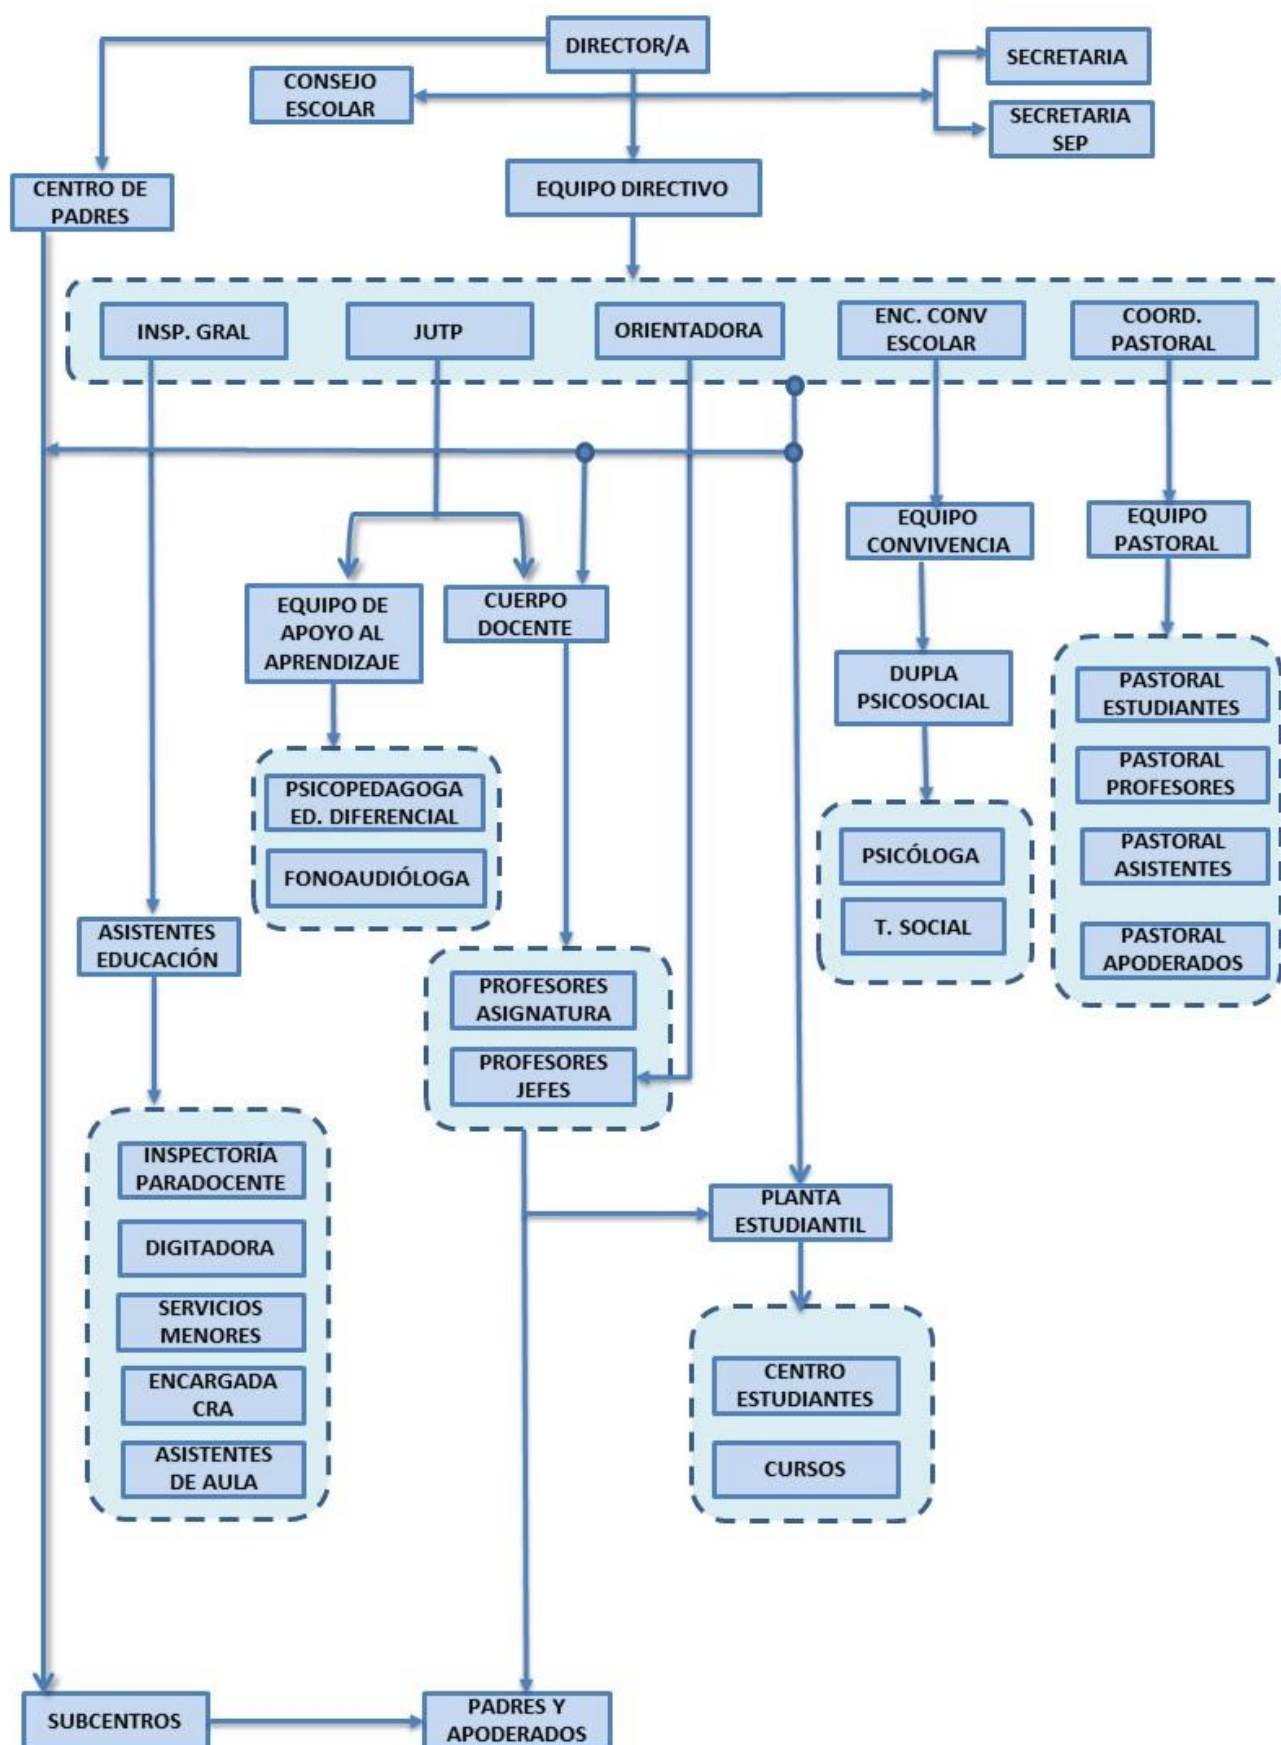 DIRECTOR/A
SECRETARIA
CONSEJO
ESCOLAR
SECRETARIA
SEP
CENTRO DE
PADRES
EQUIPO DIRECTIVO
INSP. GRAL
JUTP
ORIENTADORA
ENC. CONV
ESCOLAR
COORD.
PASTORAL
EQUIPO
CONVIVENCIA
EQUIPO
PASTORAL
EQUIPO DE
APOYO AL
APRENDIZAJE
CUERPO
DOCENTE
DUPLA
PSICOSOCIAL
PASTORAL
ESTUDIANTES
PASTORAL
PROFESORES
PASTORAL
ASISTENTES
PASTORAL
APODERADOS
PSICOPEDAGOGA
ED. DIFERENCIAL
FONOAUDIÓLOGA
PSICÓLOGA
T. SOCIAL
ASISTENTES
EDUCACIÓN
PROFESORES
ASIGNATURA
PROFESORES
JEFES
INSPECTORÍA
PARADOCENTE
DIGITADORA
SERVICIOS
MENORES
ENCARGADA
CRA
ASISTENTES
DE AULA
PLANTA
ESTUDIANTIL
CENTRO
ESTUDIANTES
CURSOS
SUBCENTROS
PADRES Y
APODERADOS